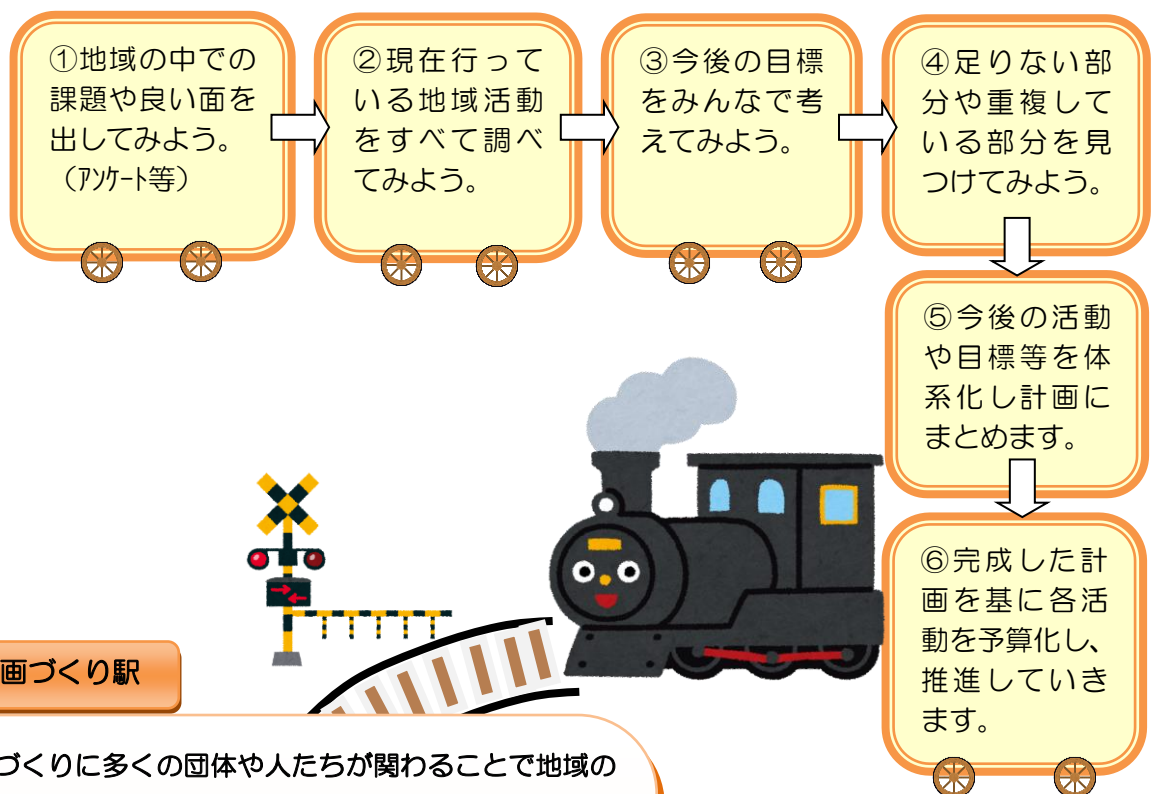 ①地域の中での
課題や良い面を
出してみよう。
（ｱﾝｹｰﾄ等）
②現在行って
いる地域活動
をすべて調べ
てみよう。
③今後の目標
をみんなで考
えてみよう。
④足りない部
分や重複して
いる部分を見
つけてみよう。
⑤今後の活動
や目標等を体
系化し計画に
まとめます。
⑥完成した計
画を基に各活
動を予算化し、
推進していき
ます。
画づくり駅
づくりに多くの団体や人たちが関わることで地域の